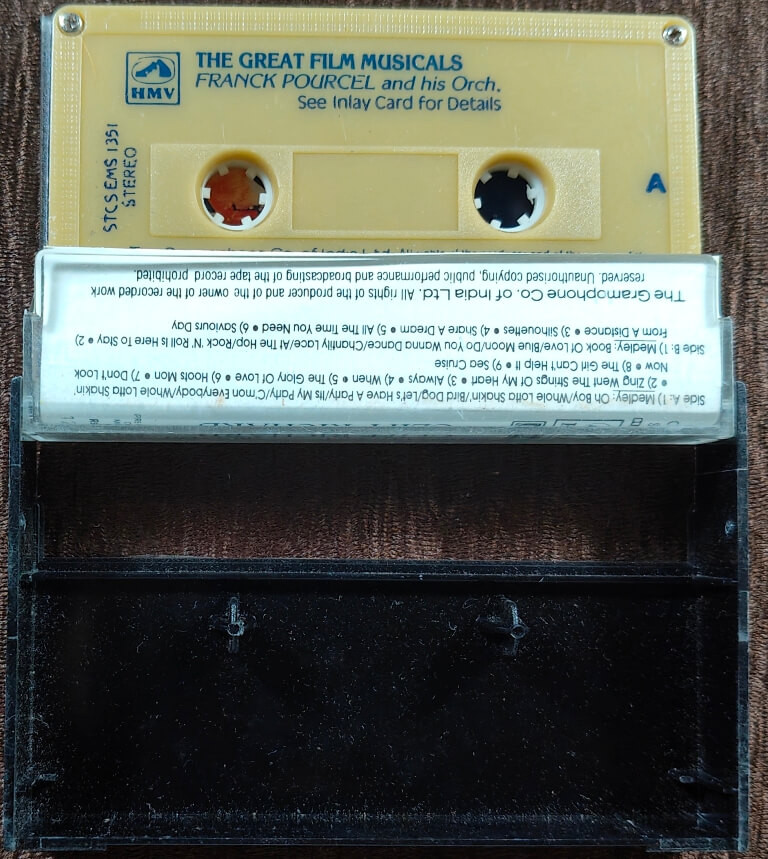 HMV
THE GREAT FILM MUSICALS
FRANCK POURCEL and his Orch.
See Inlay Card for Details
STCS EMS 1351
STEREO
A
Side A: 1) Medley: Oh Boy/Whole Lotta Shakin'/Bird Dog/Let's Have A Party/Its My Party/C'mon Everybody/Whole Lotta Shakin'
• 2) Zing Went The Strings Of My Heart • 3) Always • 4) When • 5) The Glory Of Love • 6) Hoots Mon • 7) Don't Look
Now • 8) The Girl Can't Help It • 9) Sea Cruise
Side B: 1) Medley: Book Of Love/Blue Moon/Do You Wanna Dance/Chantilly Lace/At The Hop/Rock 'N' Roll Is Here To Stay • 2)
From A Distance • 3) Silhouettes • 4) Share A Dream • 5) All The Time You Need • 6) Saviours Day
The Gramophone Co. of India Ltd. All rights of the producer and of the owner of the recorded work
reserved. Unauthorised copying, public performance and broadcasting of the tape record prohibited.